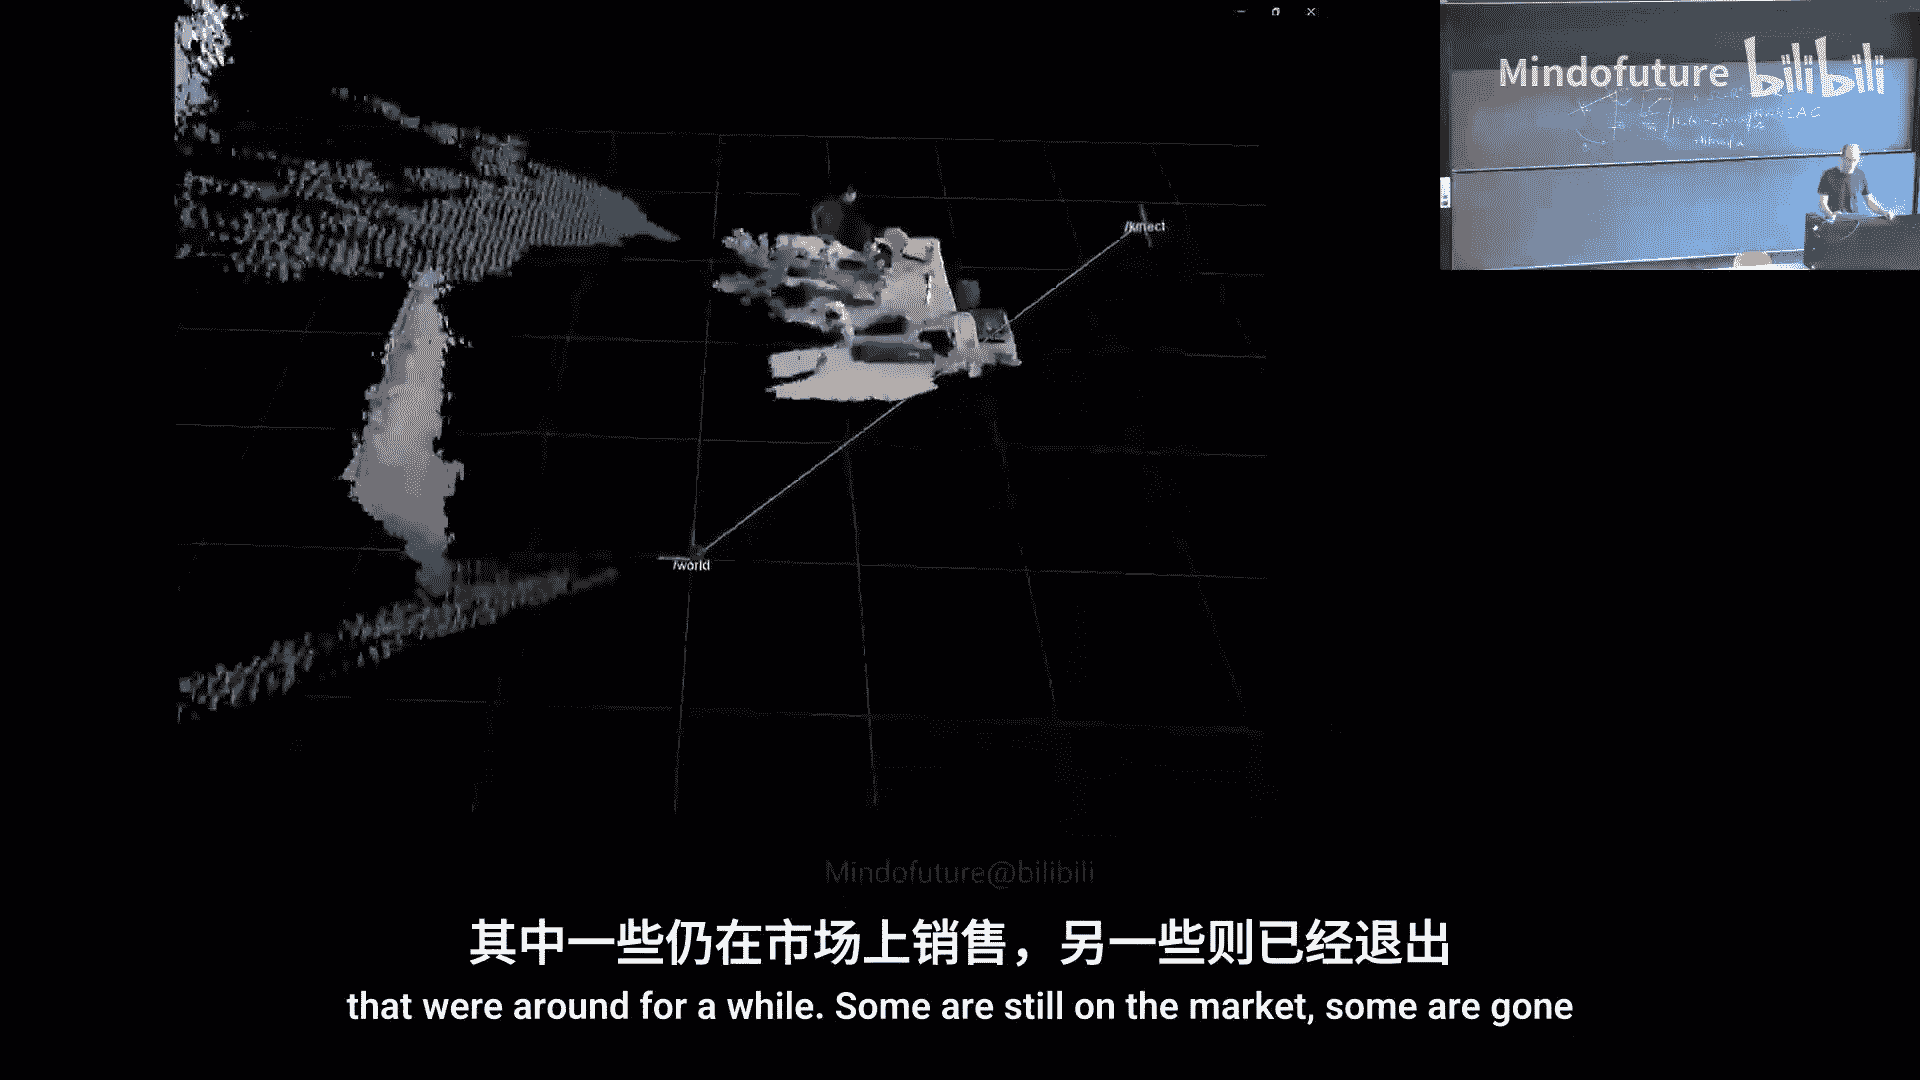 Mindofuture bilibili
/kinect
/world
Mindofuture@bilibili
其中一些仍在市场上销售，另一些则已经退出
that were around for a while. Some are still on the market, some are gone